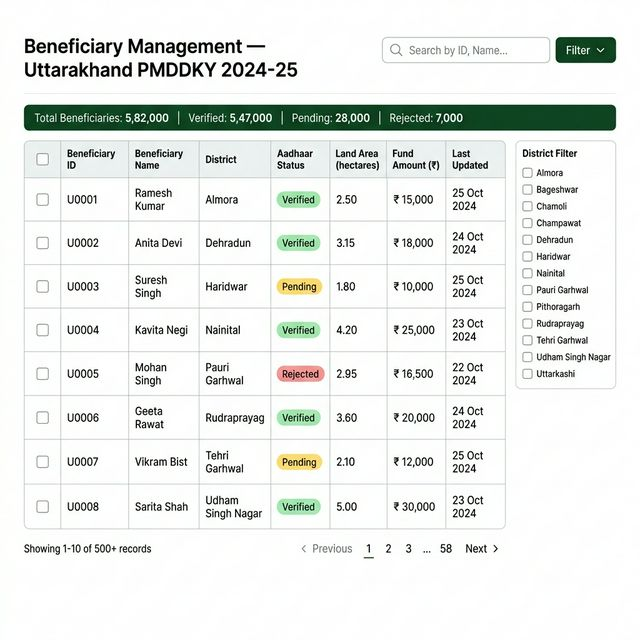 Beneficiary Management —
Uttarakhand PMDDKY 2024-25
Search by ID, Name...
Filter
Total Beneficiaries: 5,82,000 | Verified: 5,47,000 | Pending: 28,000 | Rejected: 7,000
Beneficiary ID Beneficiary Name District Aadhaar Status Land Area (hectares) Fund Amount (₹) Last Updated
U0001 Ramesh Kumar Almora Verified 2.50 ₹ 15,000 25 Oct 2024
U0002 Anita Devi Dehradun Verified 3.15 ₹ 18,000 24 Oct 2024
U0003 Suresh Singh Haridwar Pending 1.80 ₹ 10,000 25 Oct 2024
U0004 Kavita Negi Nainital Verified 4.20 ₹ 25,000 23 Oct 2024
U0005 Mohan Singh Pauri Garhwal Rejected 2.95 ₹ 16,500 22 Oct 2024
U0006 Geeta Rawat Rudraprayag Verified 3.60 ₹ 20,000 24 Oct 2024
U0007 Vikram Bist Tehri Garhwal Pending 2.10 ₹ 12,000 25 Oct 2024
U0008 Sarita Shah Udham Singh Nagar Verified 5.00 ₹ 30,000 23 Oct 2024
District Filter
Almora
Bageshwar
Chamoli
Champawat
Dehradun
Haridwar
Nainital
Pauri Garhwal
Pithoragarh
Rudraprayag
Tehri Garhwal
Udham Singh Nagar
Uttarkashi
Showing 1-10 of 500+ records
Previous 1 2 3 ... 58 Next